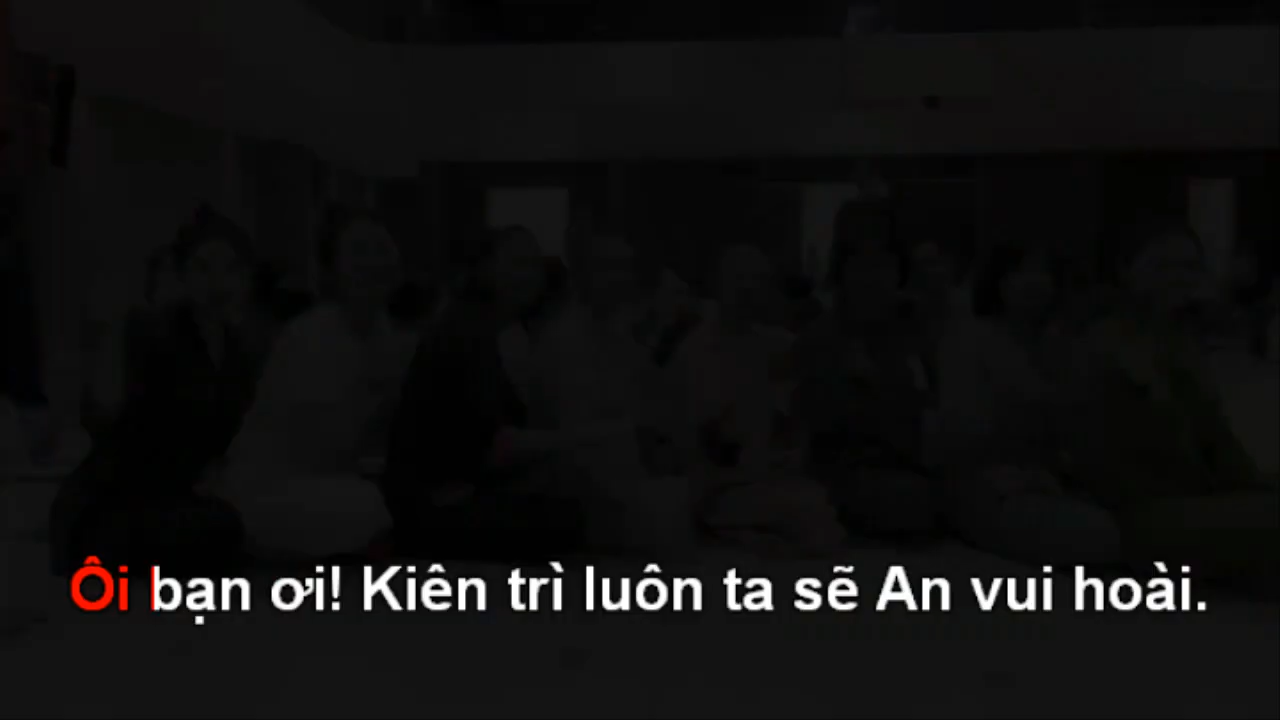 Ôi bạn ơi! Kiên trì luôn ta sẽ An vui hoài.